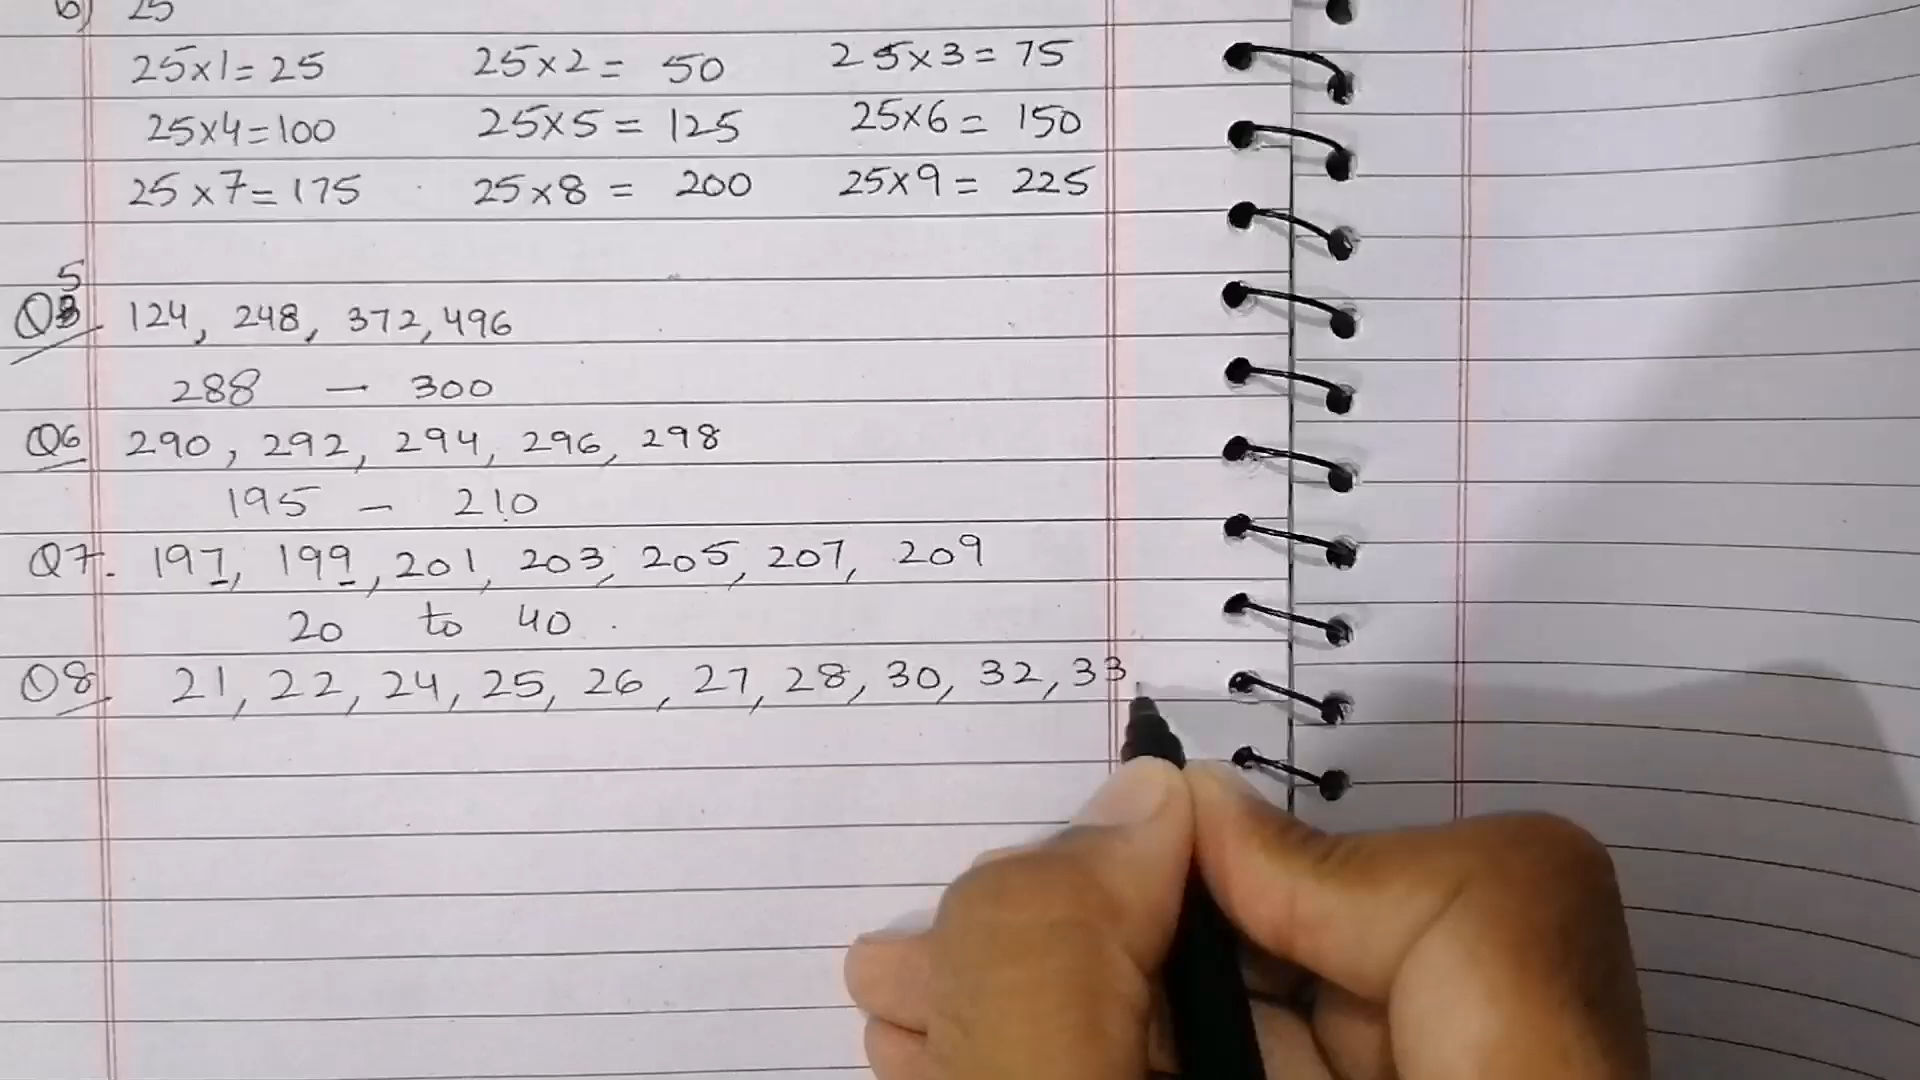 b) 25
25x1=25 25x2= 50 25x3=75
25x4=100 25x5= 125 25x6= 150
25x7=175 25x8= 200 25x9= 225
5
Q3. 124, 248, 372, 496
288 — 300
Q6 290, 292, 294, 296, 298
195 — 210
Q7. 197, 199, 201, 203, 205, 207, 209
20 to 40.
Q8. 21, 22, 24, 25, 26, 27, 28, 30, 32, 33,